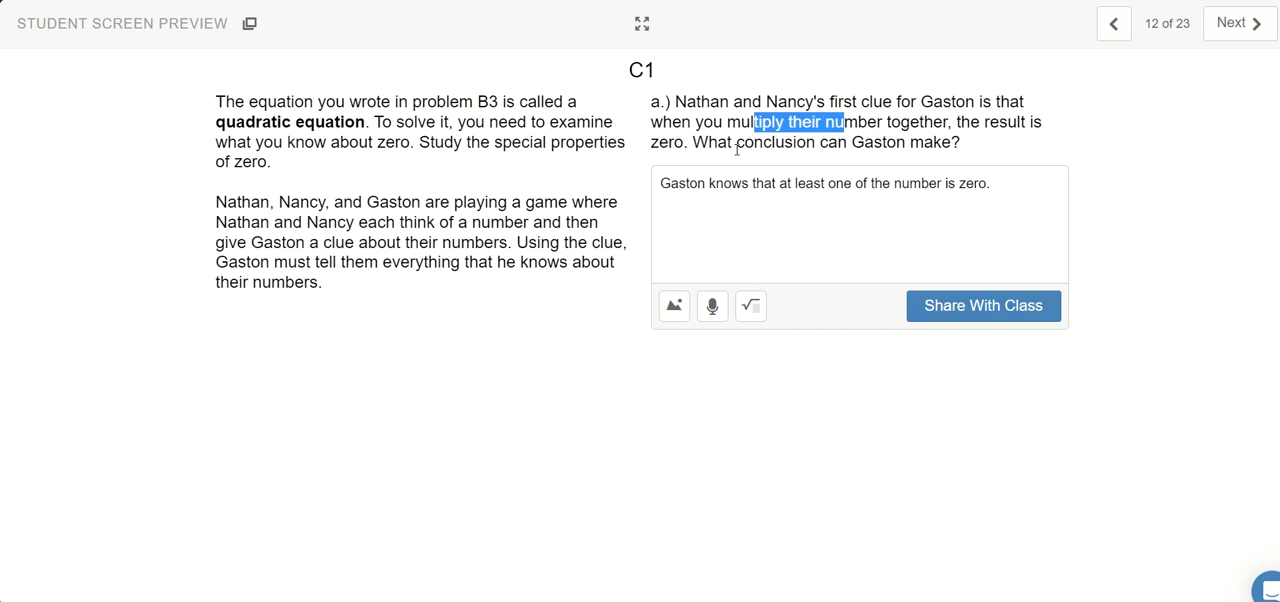 STUDENT SCREEN PREVIEW
12 of 23
Next
C1
The equation you wrote in problem B3 is called a
quadratic equation. To solve it, you need to examine
what you know about zero. Study the special properties
of zero.
Nathan, Nancy, and Gaston are playing a game where
Nathan and Nancy each think of a number and then
give Gaston a clue about their numbers. Using the clue,
Gaston must tell them everything that he knows about
their numbers.
a.) Nathan and Nancy's first clue for Gaston is that
when you multiply their number together, the result is
zero. What conclusion can Gaston make?
Gaston knows that at least one of the number is zero.
Share With Class